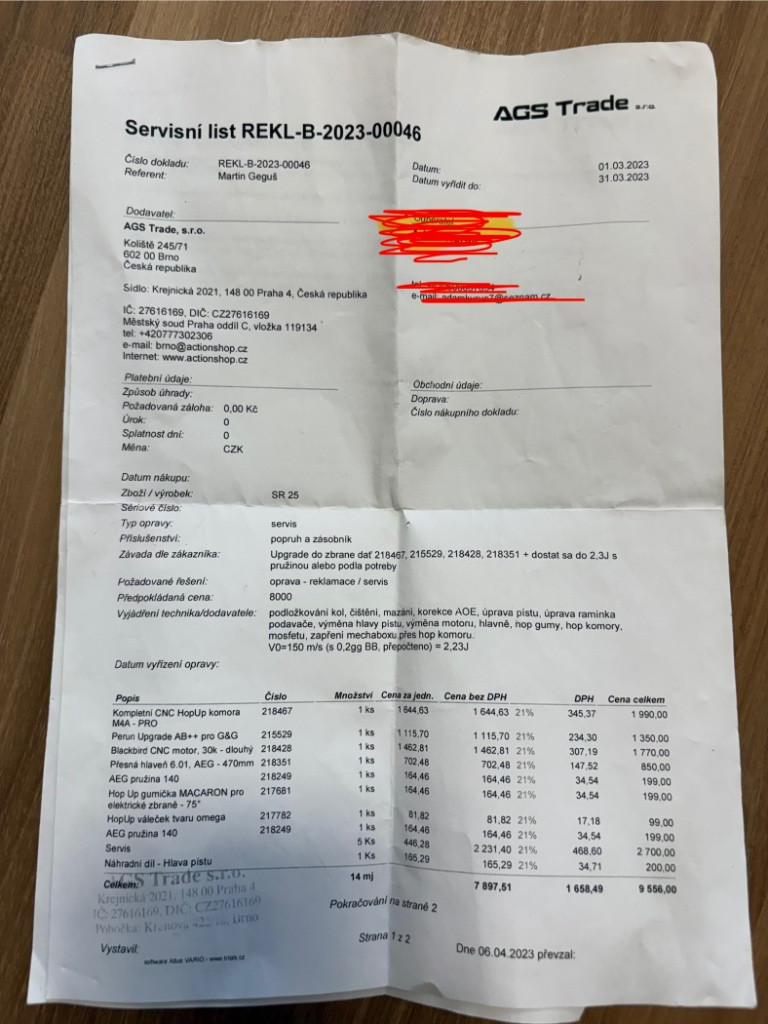 AGS Trade s.r.o.
Servisní list REKL-B-2023-00046
Číslo dokladu: REKL-B-2023-00046
Referent: Martin Geguš
Datum: 01.03.2023
Datum vyřídit do: 31.03.2023
Dodavatel:
AGS Trade, s.r.o.
Koliště 245/71
602 00 Brno
Česká republika
Sídlo: Krejnická 2021, 148 00 Praha 4, Česká republika
IČ: 27616169, DIČ: CZ27616169
Městský soud Praha oddíl C, vložka 119134
tel: +420777302306
e-mail: brno@actionshop.cz
Internet: www.actionshop.cz
tel:
e-mail:
Platební údaje:
Způsob úhrady:
Požadovaná záloha: 0,00 Kč
Úrok: 0
Splatnost dní: 0
Měna: CZK
Obchodní údaje:
Doprava:
Číslo nákupního dokladu:
Datum nákupu:
Zboží / výrobek: SR 25
Sériové číslo:
Typ opravy: servis
Příslušenství: popruh a zásobník
Závada dle zákazníka: Upgrade do zbrane dať 218467, 215529, 218428, 218351 + dostat sa do 2,3J s
pružinou alebo podla potreby
Požadované řešení: oprava - reklamace / servis
Předpokládaná cena: 8000
Vyjádření technika/dodavatele: podložkování kol, čištění, mazání, korekce AOE, úprava pístu, úprava raminka
podavače, výměna hlavy pístu, výměna motoru, hlavně, hop gumy, hop komory,
mosfetu, zapření mechaboxu přes hop komoru.
V0=150 m/s (s 0,2gg BB, přepočteno) = 2,23J
Datum vyřízení opravy:
Popis Číslo Množství Cena za jedn. Cena bez DPH DPH Cena celkem
Kompletní CNC HopUp komora 218467 1 ks 1 644,63 1 644,63 21% 345,37 1 990,00
M4A - PRO
Perun Upgrade AB++ pro G&G 215529 1 ks 1 115,70 1 115,70 21% 234,30 1 350,00
Blackbird CNC motor, 30k - dlouhý 218428 1 ks 1 462,81 1 462,81 21% 307,19 1 770,00
Přesná hlaveň 6.01, AEG - 470mm 218351 1 ks 702,48 702,48 21% 147,52 850,00
AEG pružina 140 218249 1 ks 164,46 164,46 21% 34,54 199,00
Hop Up gumička MACARON pro 217681 1 ks 164,46 164,46 21% 34,54 199,00
elektrické zbraně - 75°
HopUp váleček tvaru omega 217782 1 ks 81,82 81,82 21% 17,18 99,00
AEG pružina 140 218249 1 ks 164,46 164,46 21% 34,54 199,00
Servis 5 Ks 446,28 2 231,40 21% 468,60 2 700,00
Náhradní díl - Hlava pístu 1 Ks 165,29 165,29 21% 34,71 200,00
Celkem: 14 mj 7 897,51 1 658,49 9 556,00
AGS Trade s.r.o.
Krejnická 2021, 148 00 Praha 4
IČ: 27616169, DIČ: CZ27616169
Pobočka: Brno
Pokračování na straně 2
Vystavil:
Strana 1 z 2
Dne 06.04.2023 převzal:
software Altus VARIO - www.trialk.cz